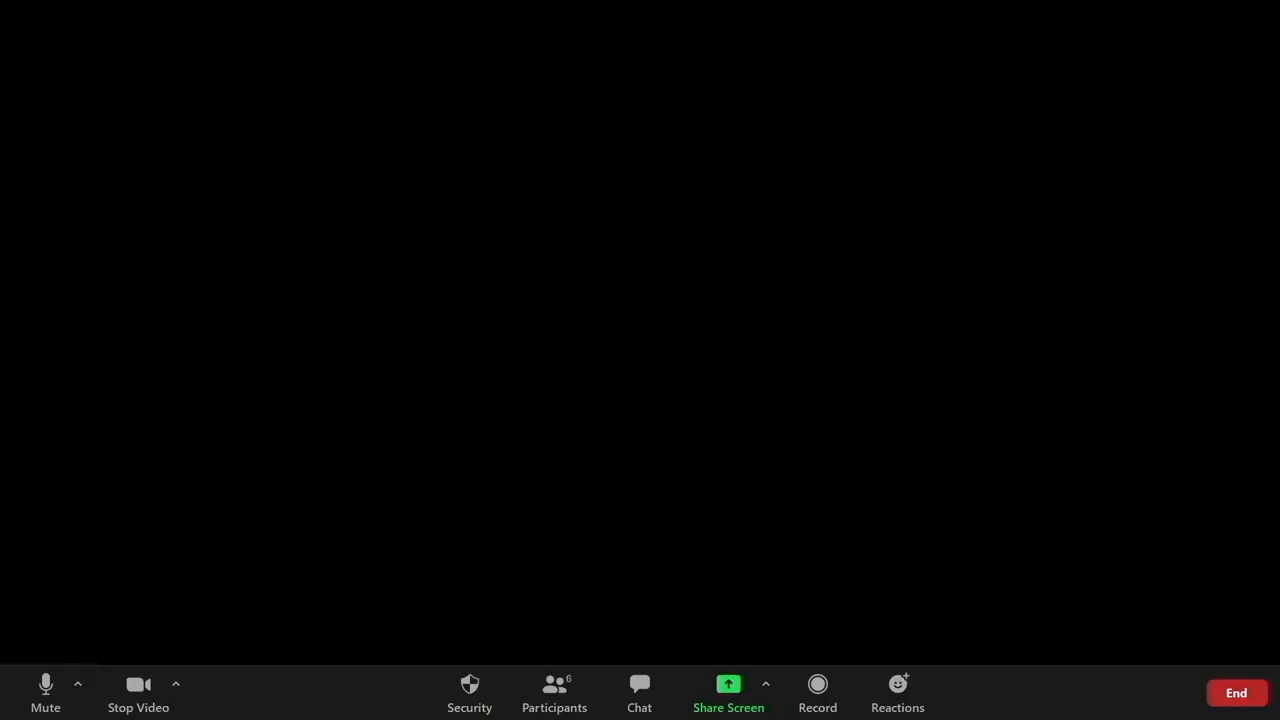 6
Mute
Stop Video
Security
Participants
Chat
Share Screen
Record
Reactions
End